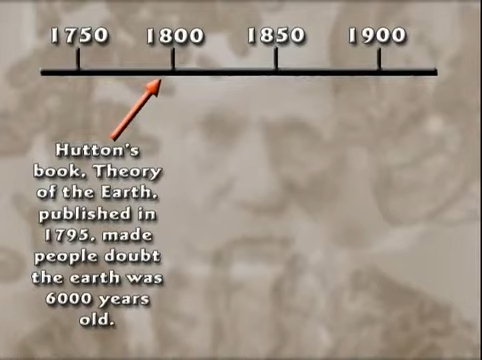 1750 1800 1850 1900
Hutton's
book, Theory
of the Earth,
published in
1795, made
people doubt
the earth was
6000 years
old.